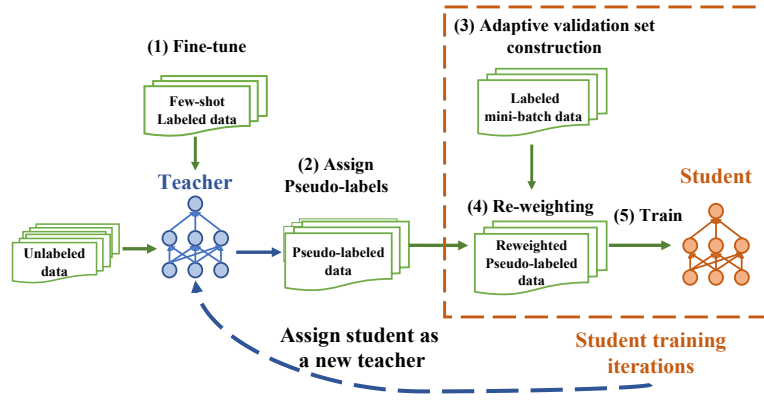 (1) Fine-tune
Few-shot
Labeled data
Teacher
Unlabeled
data
(2) Assign
Pseudo-labels
Pseudo-labeled
data
(3) Adaptive validation set
construction
Labeled
mini-batch data
(4) Re-weighting
Reweighted
Pseudo-labeled
data
(5) Train
Student
Assign student as
a new teacher
Student training
iterations